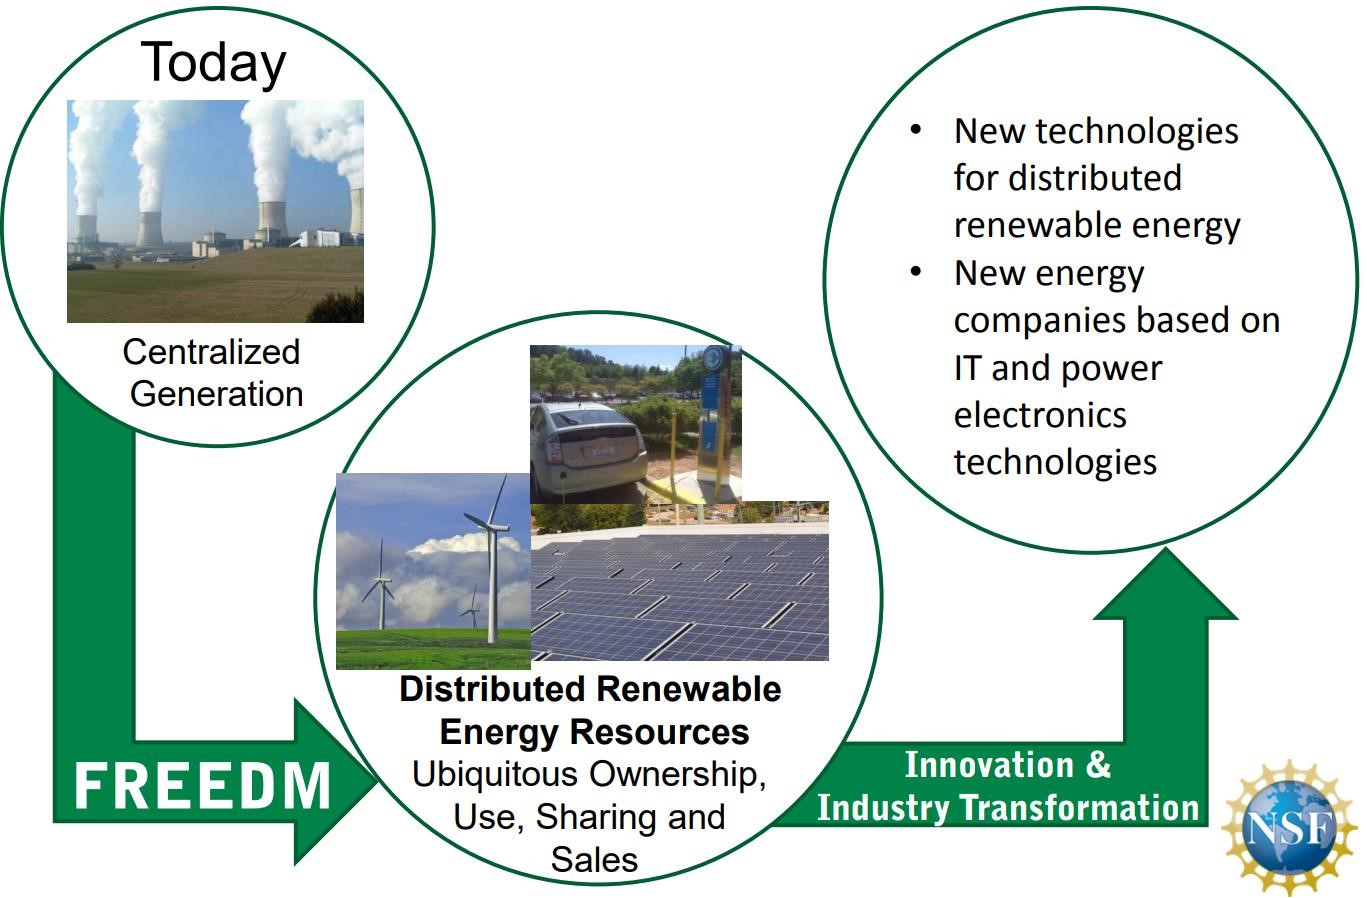 Today
Centralized
Generation
FREEDM
Distributed Renewable
Energy Resources
Ubiquitous Ownership,
Use, Sharing and
Sales
Innovation &
Industry Transformation
• New technologies
for distributed
renewable energy
• New energy
companies based on
IT and power
electronics
technologies
NSF